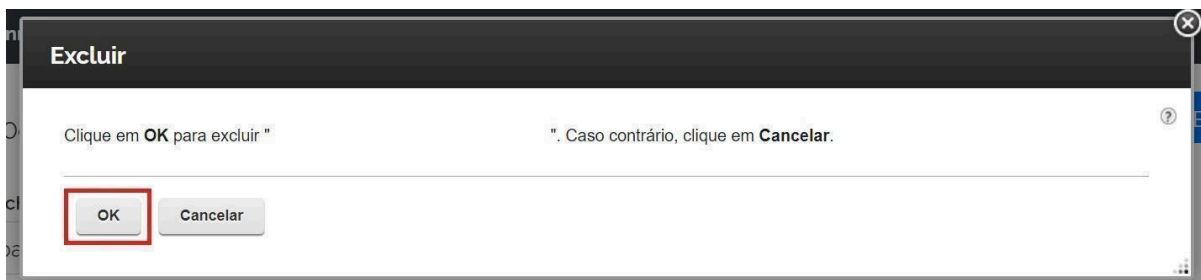 Excluir
Clique em OK para excluir " ". Caso contrário, clique em Cancelar.
OK Cancelar